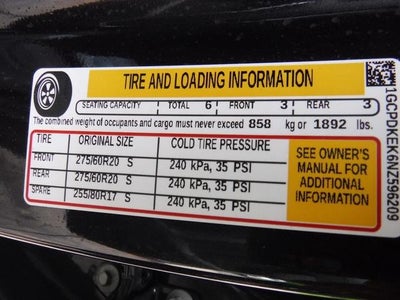 TIRE AND LOADING INFORMATION
SEATING CAPACITY TOTAL 6 FRONT 3 REAR 3
The combined weight of occupants and cargo must never exceed 858 kg or 1892 lbs.
TIRE ORIGINAL SIZE COLD TIRE PRESSURE
FRONT 275/60R20 S 240 kPa, 35 PSI
REAR 275/60R20 S 240 kPa, 35 PSI
SPARE 255/80R17 S 240 kPa, 35 PSI
SEE OWNER'S
MANUAL FOR
ADDITIONAL
INFORMATION
1GCPDKEK6NZ596209